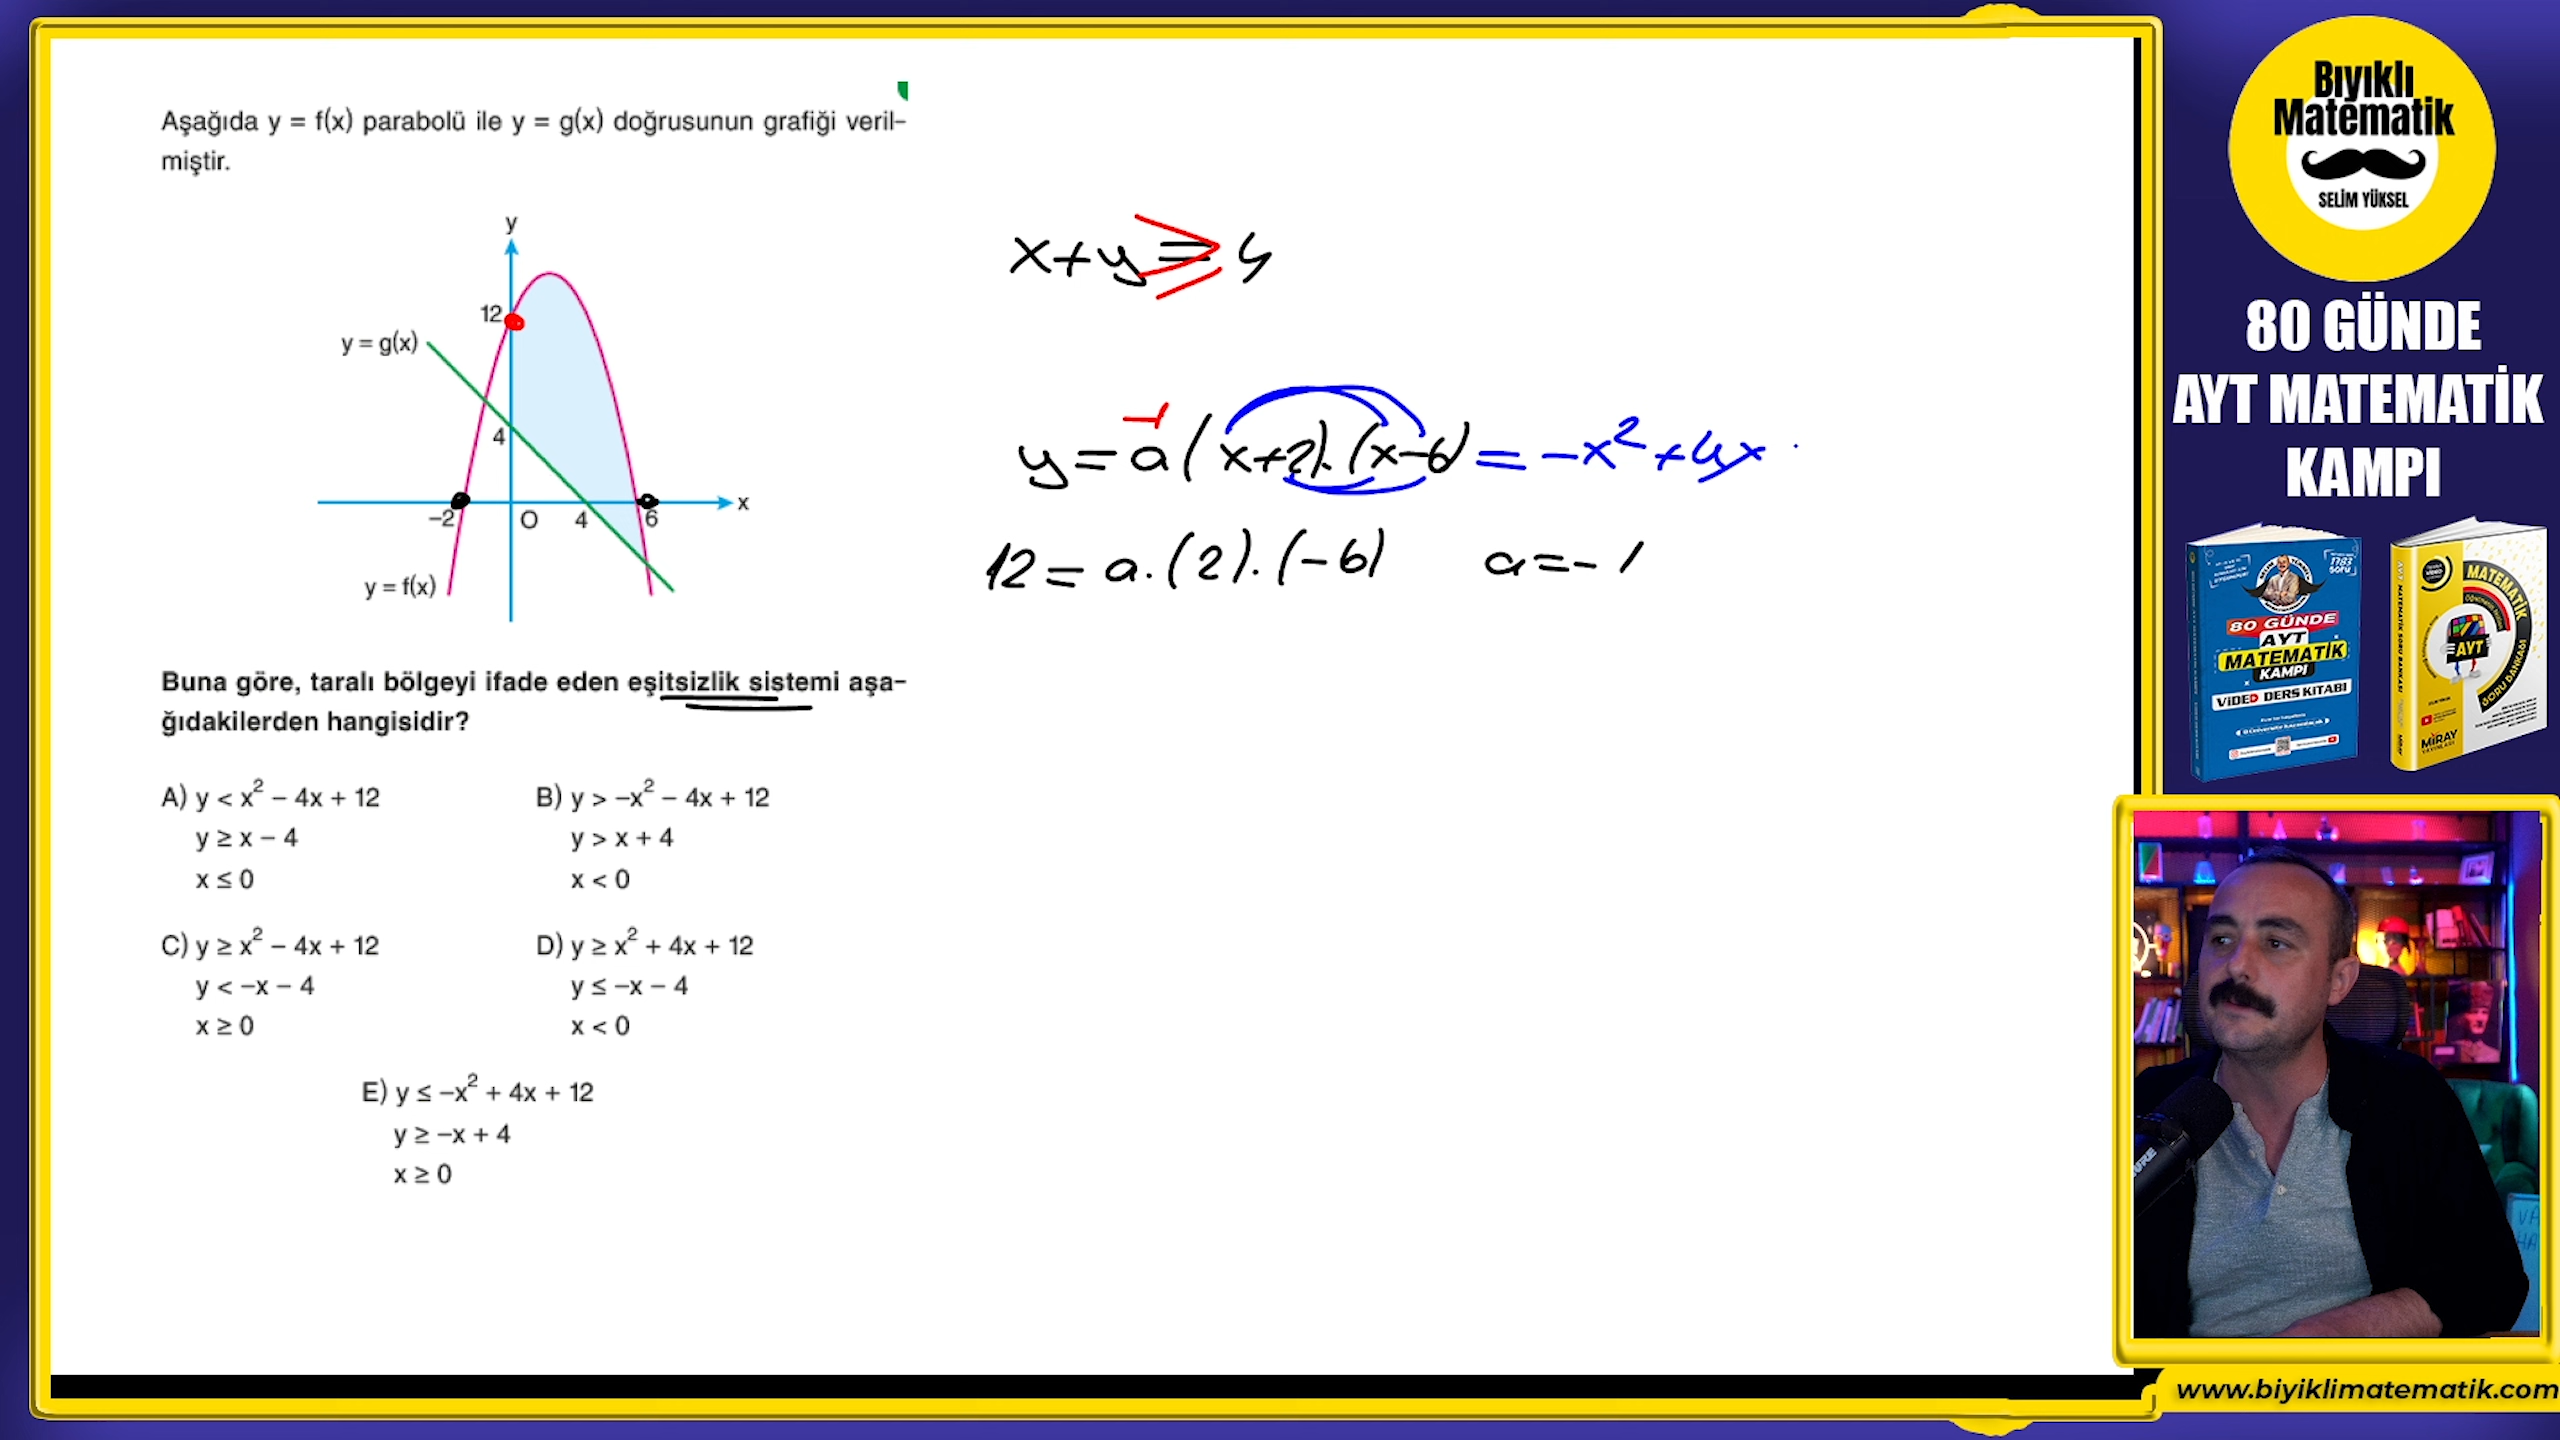 Aşağıda y = f(x) parabolü ile y = g(x) doğrusunun grafiği veril-
miştir.
y
12
y = g(x)
4
x
-2
O
4
6
y = f(x)
Buna göre, taralı bölgeyi ifade eden eşitsizlik sistemi aşa-
ğıdakilerden hangisidir?
A) y < x² − 4x + 12
y ≥ x − 4
x ≤ 0
B) y > −x² − 4x + 12
y > x + 4
x < 0
C) y ≥ x² − 4x + 12
y < −x − 4
x ≥ 0
D) y ≥ x² + 4x + 12
y ≤ −x − 4
x < 0
E) y ≤ −x² + 4x + 12
y ≥ −x + 4
x ≥ 0
x+y ≥ 4
-1
y = a(x+2).(x-6) = -x²+4x
12 = a.(2).(-6) a = -1
Bıyıklı
Matematik
SELİM YÜKSEL
80 GÜNDE
AYT MATEMATİK
KAMPI
80 GÜNDE
AYT
MATEMATİK
KAMPI
VİDEO DERS KİTABI
MATEMATİK
AYT
SORU BANKASI
MİRAY
www.biyiklimatematik.com